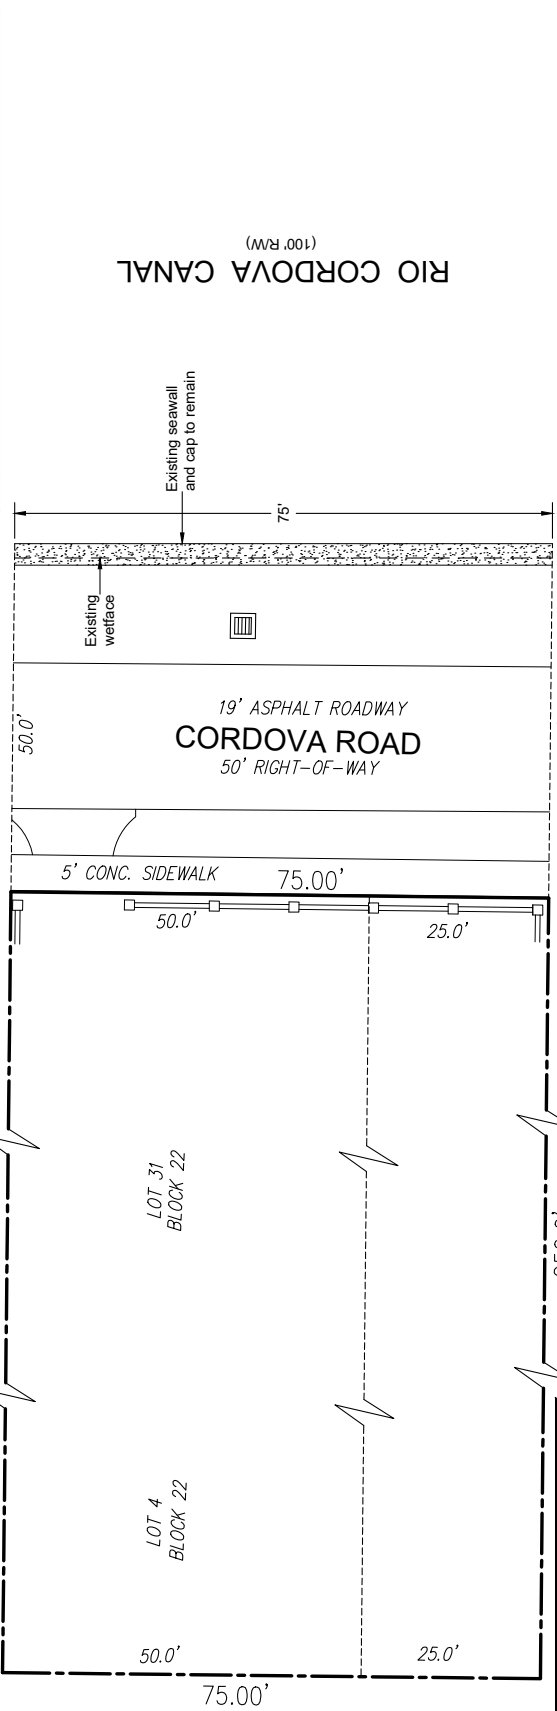 RIO CORDOVA CANAL
(100' R/W)
Existing seawall
and cap to remain
75'
Existing
wetface
50.0'
19' ASPHALT ROADWAY
CORDOVA ROAD
50' RIGHT-OF-WAY
5' CONC. SIDEWALK
75.00'
50.0'
25.0'
LOT 31
BLOCK 22
LOT 4
BLOCK 22
50.0'
25.0'
75.00'